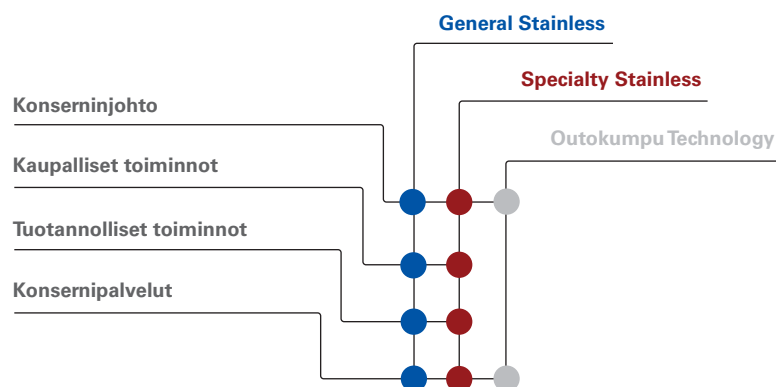 General Stainless
Specialty Stainless
Konserninjohto
Outokumpu Technology
Kaupalliset toiminnot
Tuotannolliset toiminnot
Konsernipalvelut